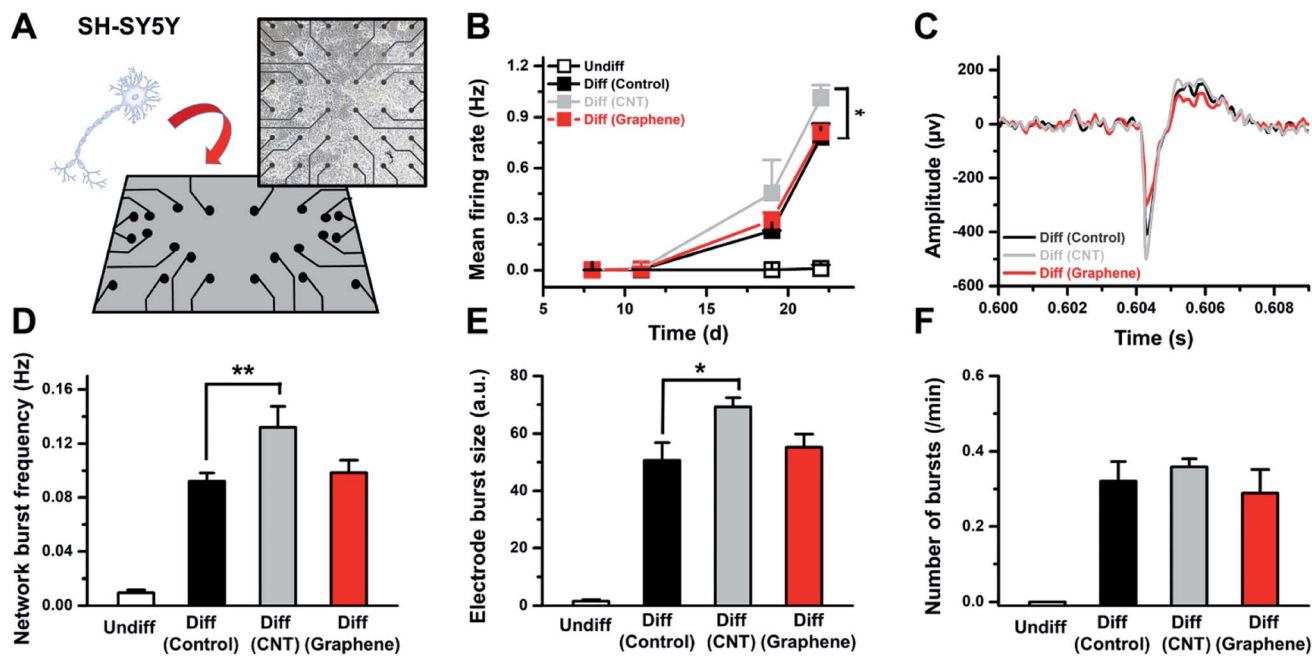 A
SH-SY5Y
B
Mean firing rate (Hz)
1.2
0.9
0.6
0.3
0.0
Undiff
Diff (Control)
Diff (CNT)
Diff (Graphene)
*
5
10
15
20
Time (d)
C
Amplitude (μv)
200
0
-200
-400
-600
Diff (Control)
Diff (CNT)
Diff (Graphene)
0.600
0.602
0.604
0.606
0.608
Time (s)
D
Network burst frequency (Hz)
0.16
0.12
0.08
0.04
0.00
**
Undiff
Diff
(Control)
Diff
(CNT)
Diff
(Graphene)
E
Electrode burst size (a.u.)
80
60
40
20
0
*
Undiff
Diff
(Control)
Diff
(CNT)
Diff
(Graphene)
F
Number of bursts (/min)
0.6
0.4
0.2
0.0
Undiff
Diff
(Control)
Diff
(CNT)
Diff
(Graphene)